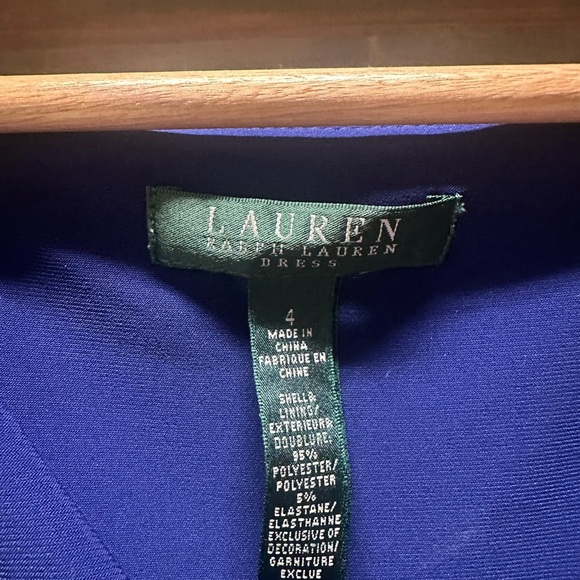 LAUREN
RALPH LAUREN
DRESS
4
MADE IN
CHINA
FABRIQUE EN
CHINE
SHELL&
LINING/
EXTERIEUR&
DOUBLURE:
95%
POLYESTER/
POLYESTER
5%
ELASTANE/
ELASTHANNE
EXCLUSIVE OF
DECORATION/
GARNITURE
EXCLUE